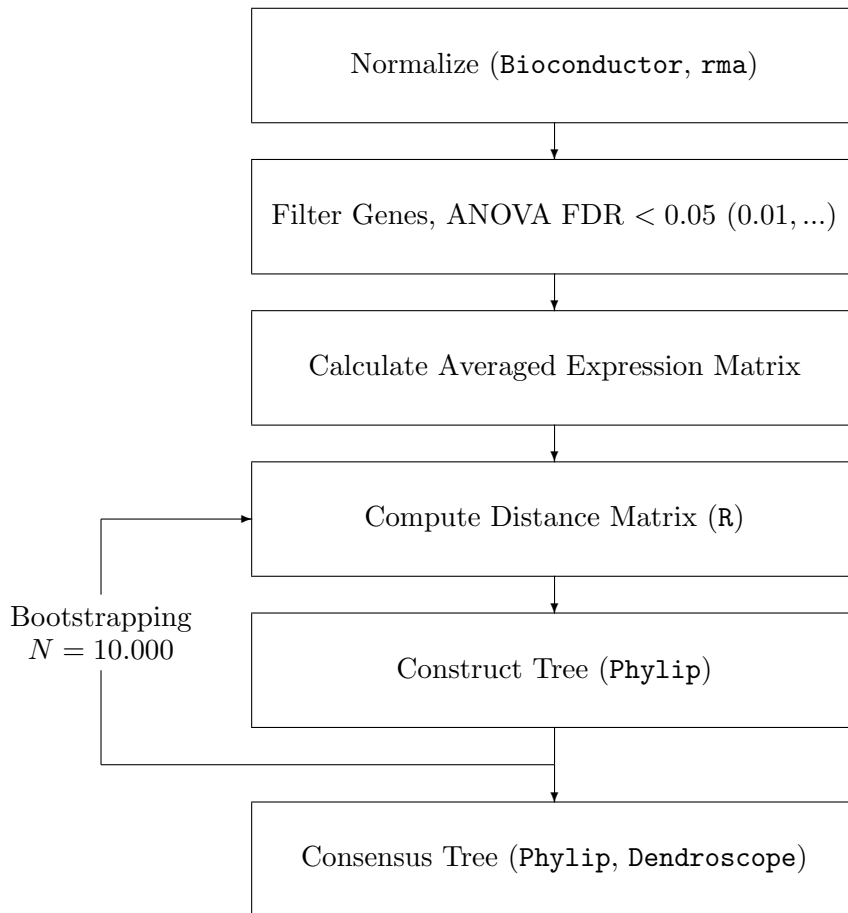 Normalize (Bioconductor, rma)
Filter Genes, ANOVA FDR < 0.05 (0.01, ...)
Calculate Averaged Expression Matrix
Compute Distance Matrix (R)
Bootstrapping
N = 10.000
Construct Tree (Phylip)
Consensus Tree (Phylip, Dendroscope)